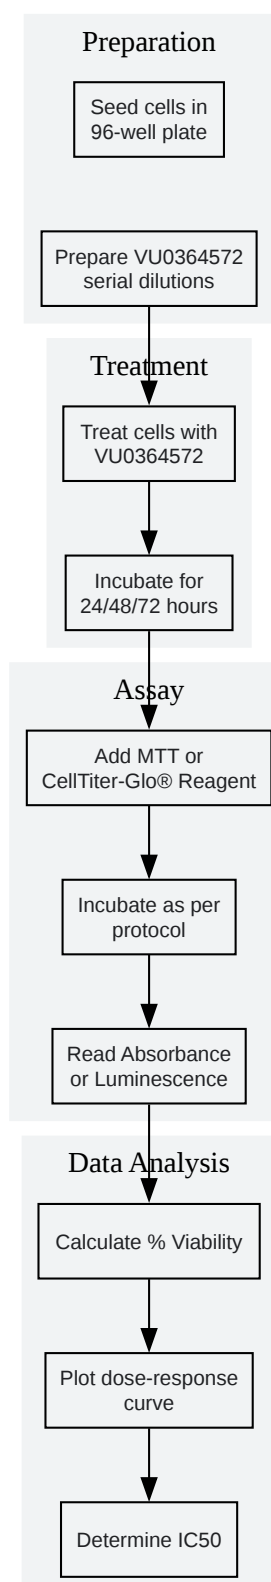 Preparation
Seed cells in
96-well plate
Prepare VU0364572
serial dilutions
Treatment
Treat cells with
VU0364572
Incubate for
24/48/72 hours
Assay
Add MTT or
CellTiter-Glo® Reagent
Incubate as per
protocol
Read Absorbance
or Luminescence
Data Analysis
Calculate % Viability
Plot dose-response
curve
Determine IC50